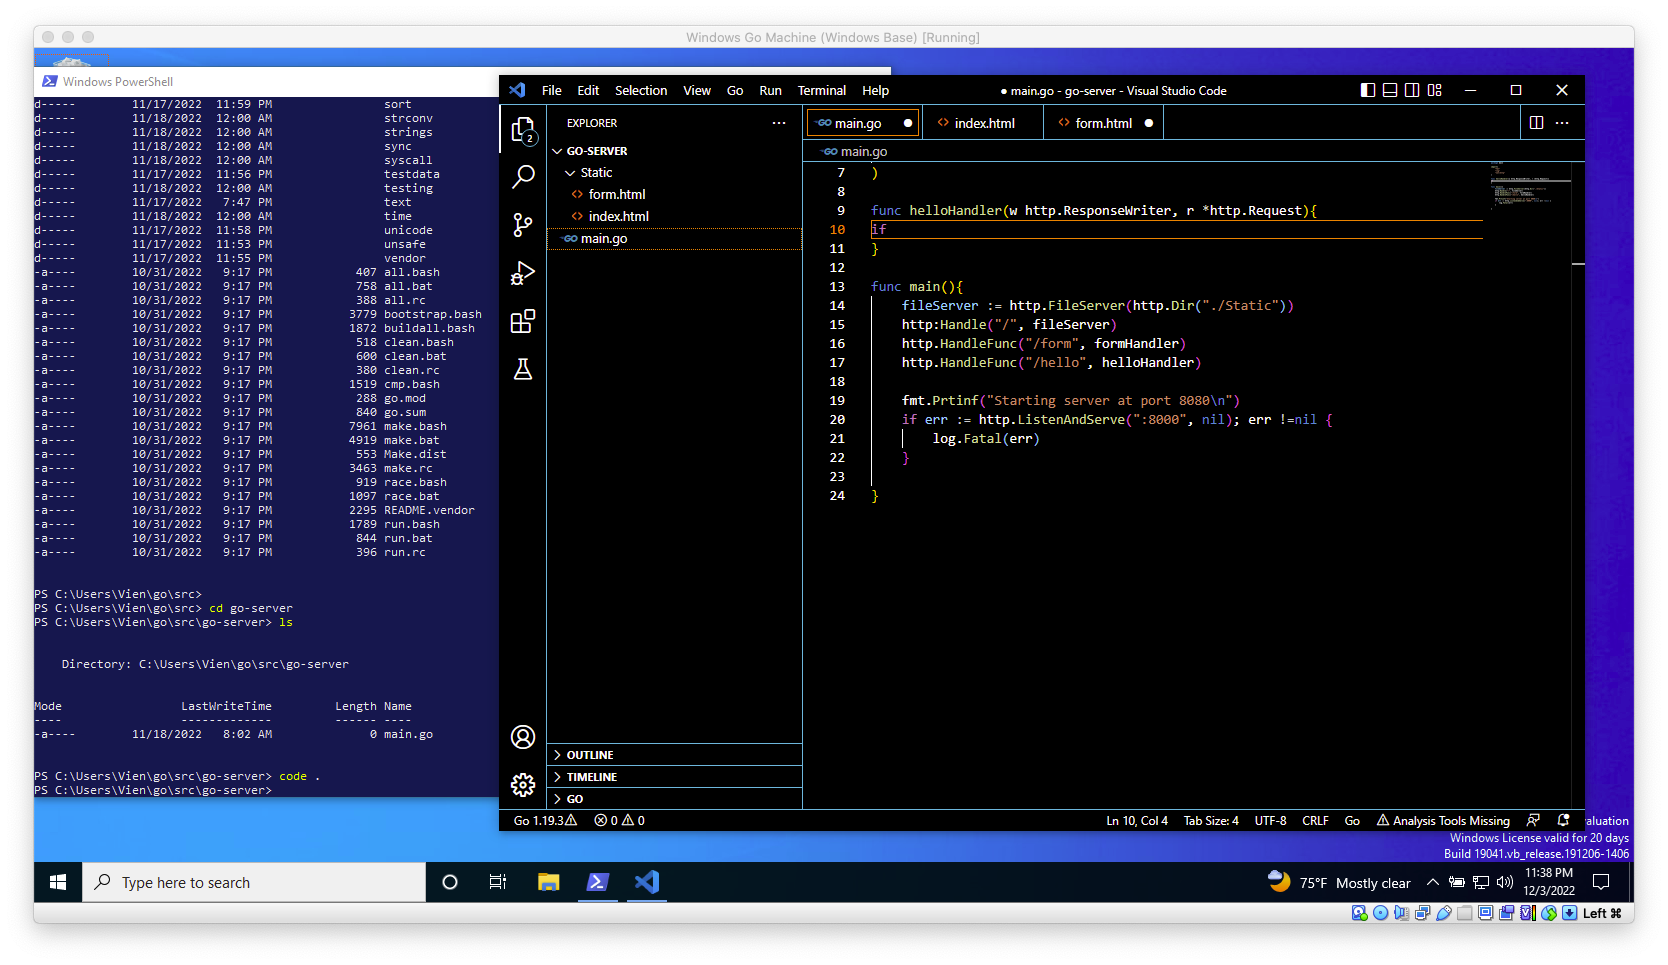 Windows Go Machine (Windows Base) [Running]
Windows PowerShell
d-----        11/17/2022  11:59 PM                sort
d-----        11/18/2022  12:00 AM                strconv
d-----        11/18/2022  12:00 AM                strings
d-----        11/18/2022  12:00 AM                sync
d-----        11/18/2022  12:00 AM                syscall
d-----        11/17/2022  11:56 PM                testdata
d-----        11/18/2022  12:00 AM                testing
d-----        11/17/2022   7:47 PM                text
d-----        11/18/2022  12:00 AM                time
d-----        11/17/2022  11:58 PM                unicode
d-----        11/17/2022  11:53 PM                unsafe
d-----        11/17/2022  11:55 PM                vendor
-a----        10/31/2022   9:17 PM            407 all.bash
-a----        10/31/2022   9:17 PM            758 all.bat
-a----        10/31/2022   9:17 PM            388 all.rc
-a----        10/31/2022   9:17 PM           3779 bootstrap.bash
-a----        10/31/2022   9:17 PM           1872 buildall.bash
-a----        10/31/2022   9:17 PM            518 clean.bash
-a----        10/31/2022   9:17 PM            600 clean.bat
-a----        10/31/2022   9:17 PM            380 clean.rc
-a----        10/31/2022   9:17 PM           1519 cmp.bash
-a----        10/31/2022   9:17 PM            288 go.mod
-a----        10/31/2022   9:17 PM            840 go.sum
-a----        10/31/2022   9:17 PM           7961 make.bash
-a----        10/31/2022   9:17 PM           4919 make.bat
-a----        10/31/2022   9:17 PM            553 Make.dist
-a----        10/31/2022   9:17 PM           3463 make.rc
-a----        10/31/2022   9:17 PM            919 race.bash
-a----        10/31/2022   9:17 PM           1097 race.bat
-a----        10/31/2022   9:17 PM           2295 README.vendor
-a----        10/31/2022   9:17 PM           1789 run.bash
-a----        10/31/2022   9:17 PM            844 run.bat
-a----        10/31/2022   9:17 PM            396 run.rc
PS C:\Users\Vien\go\src>
PS C:\Users\Vien\go\src> cd go-server
PS C:\Users\Vien\go\src\go-server> ls
Directory: C:\Users\Vien\go\src\go-server
Mode                 LastWriteTime         Length Name
----                 -------------         ------ ----
-a----        11/18/2022   8:02 AM              0 main.go
PS C:\Users\Vien\go\src\go-server> code .
PS C:\Users\Vien\go\src\go-server>
File Edit Selection View Go Run Terminal Help
● main.go - go-server - Visual Studio Code
2
EXPLORER
GO-SERVER
Static
form.html
index.html
GO main.go
OUTLINE
TIMELINE
GO
GO main.go ● <> index.html <> form.html ●
GO main.go
7 )
8
9 func helloHandler(w http.ResponseWriter, r *http.Request){
10 if
11 }
12
13 func main(){
14     fileServer := http.FileServer(http.Dir("./Static"))
15     http:Handle("/", fileServer)
16     http.HandleFunc("/form", formHandler)
17     http.HandleFunc("/hello", helloHandler)
18
19     fmt.Prtinf("Starting server at port 8080\n")
20     if err := http.ListenAndServe(":8000", nil); err !=nil {
21         log.Fatal(err)
22     }
23
24 }
Go 1.19.3 0 0 Ln 10, Col 4 Tab Size: 4 UTF-8 CRLF Go Analysis Tools Missing
aluation
Windows License valid for 20 days
Build 19041.vb_release.191206-1406
Type here to search
75°F Mostly clear
11:38 PM
12/3/2022
Left ⌘